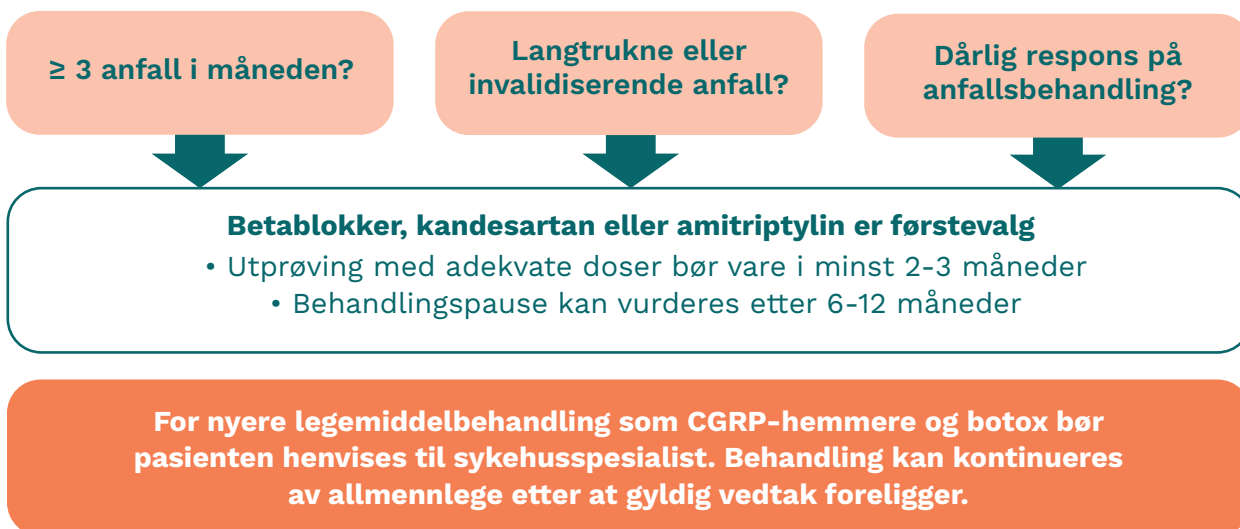 ≥ 3 anfall i måneden?
Langtrukne eller
invalidiserende anfall?
Dårlig respons på
anfallsbehandling?
Betablokker, kandesartan eller amitriptylin er førstevalg
• Utprøving med adekvate doser bør vare i minst 2-3 måneder
• Behandlingspause kan vurderes etter 6-12 måneder
For nyere legemiddelbehandling som CGRP-hemmere og botox bør
pasienten henvises til sykehusspesialist. Behandling kan kontinueres
av allmennlege etter at gyldig vedtak foreligger.